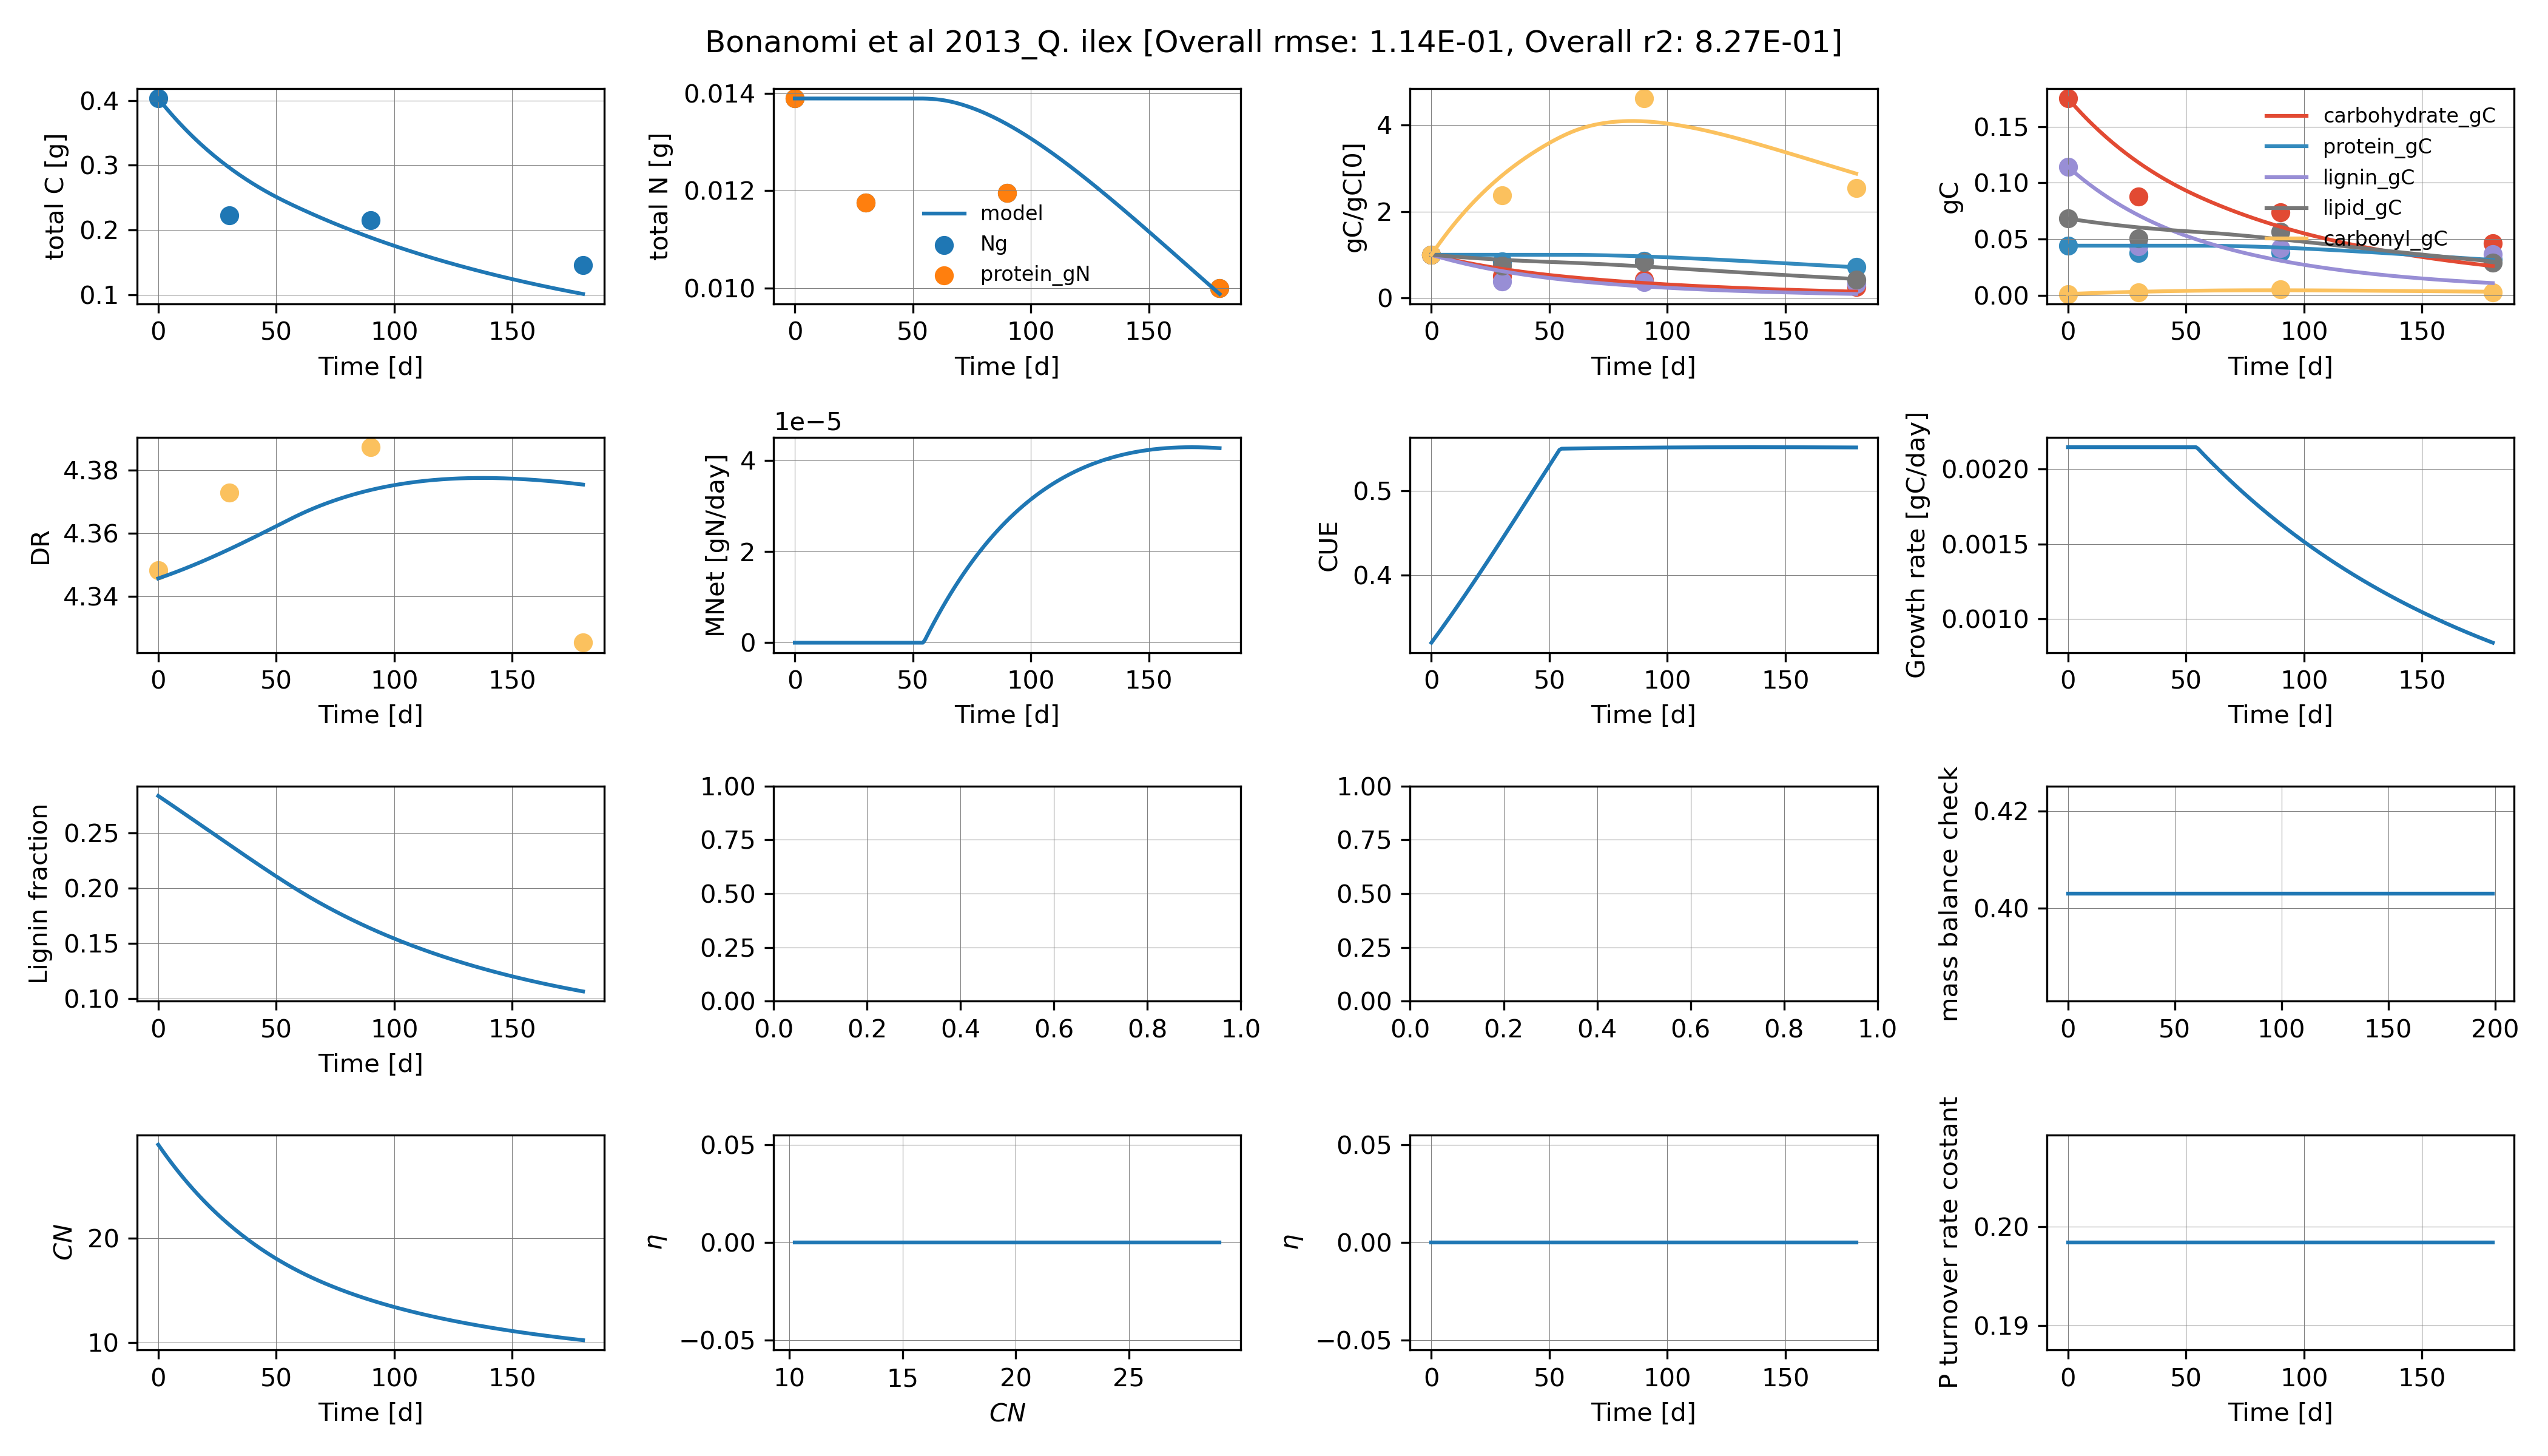 Bonanomi et al 2013_Q. ilex [Overall rmse: 1.14E-01, Overall r2: 8.27E-01]
total C [g]
0.4
0.3
0.2
0.1
0 50 100 150
Time [d]
total N [g]
0.014
0.012
0.010
model
Ng
protein_gN
0 50 100 150
Time [d]
gC/gC[0]
4
2
0
0 50 100 150
Time [d]
gC
0.15
0.10
0.05
0.00
carbohydrate_gC
protein_gC
lignin_gC
lipid_gC
carbonyl_gC
0 50 100 150
Time [d]
DR
4.38
4.36
4.34
0 50 100 150
Time [d]
1e−5
MNet [gN/day]
4
2
0
0 50 100 150
Time [d]
CUE
0.5
0.4
0 50 100 150
Time [d]
Growth rate [gC/day]
0.0020
0.0015
0.0010
0 50 100 150
Time [d]
Lignin fraction
0.25
0.20
0.15
0.10
0 50 100 150
Time [d]
1.00
0.75
0.50
0.25
0.00
0.0 0.2 0.4 0.6 0.8 1.0
1.00
0.75
0.50
0.25
0.00
0.0 0.2 0.4 0.6 0.8 1.0
mass balance check
0.42
0.40
0 50 100 150 200
CN
20
10
0 50 100 150
Time [d]
η
0.05
0.00
−0.05
10 15 20 25
CN
η
0.05
0.00
−0.05
0 50 100 150
Time [d]
P turnover rate costant
0.20
0.19
0 50 100 150
Time [d]